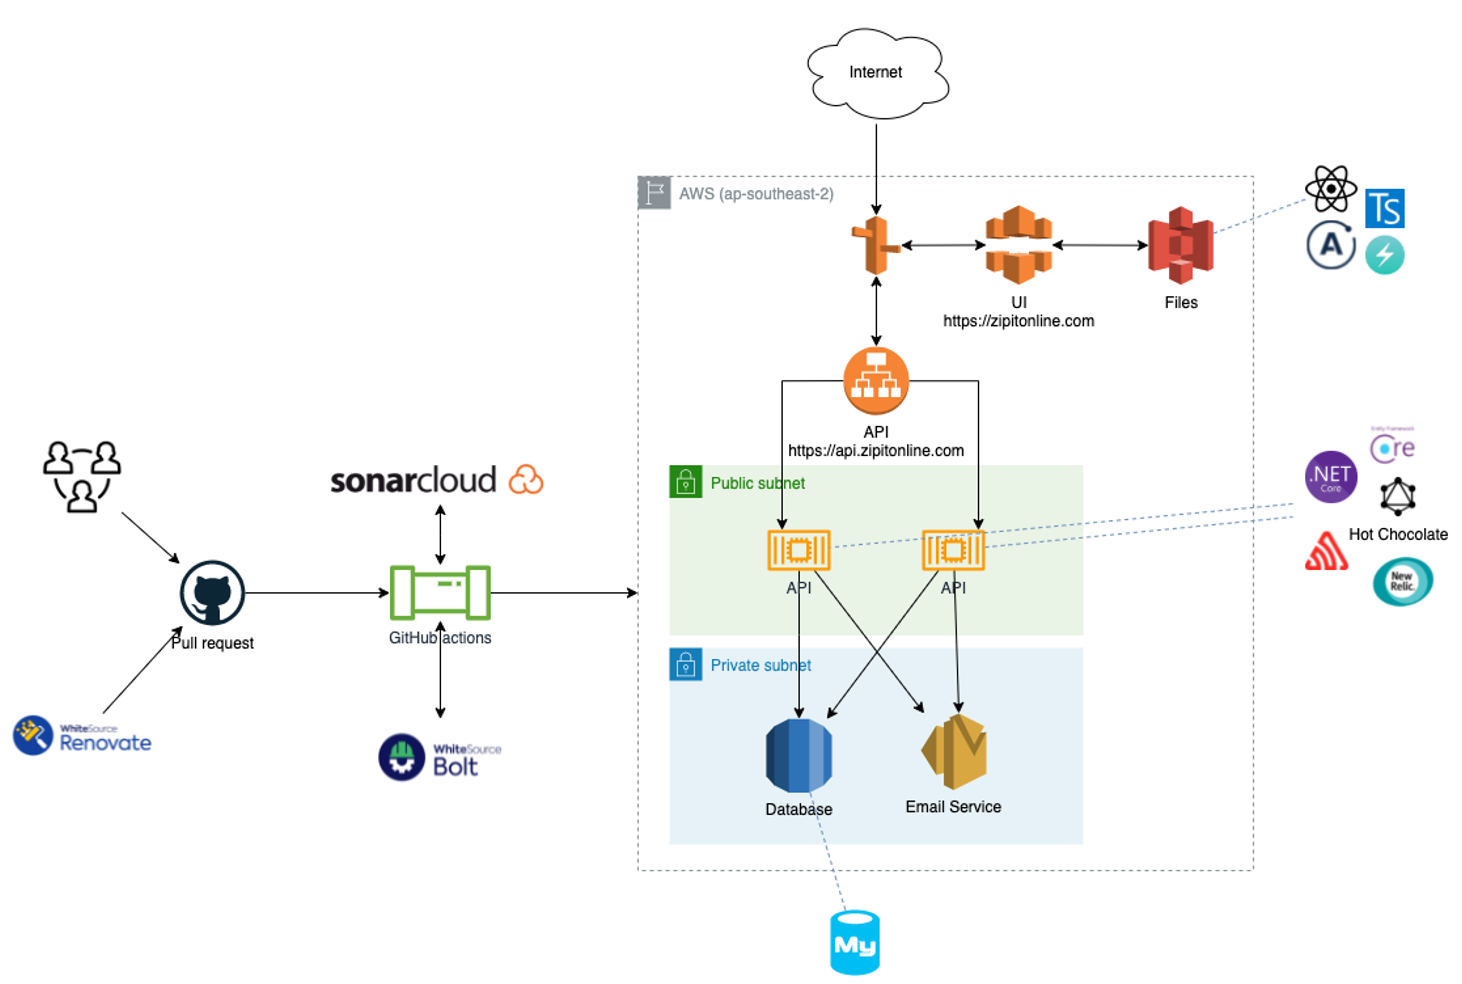 Internet
AWS (ap-southeast-2)
TS
A
UI
https://zipitonline.com
Files
API
https://api.zipitonline.com
Entity Framework
Core
.NET
Core
Hot Chocolate
New
Relic.
sonarcloud
Public subnet
API
API
Pull request
GitHub actions
Private subnet
WhiteSource
Renovate
WhiteSource
Bolt
Database
Email Service
My